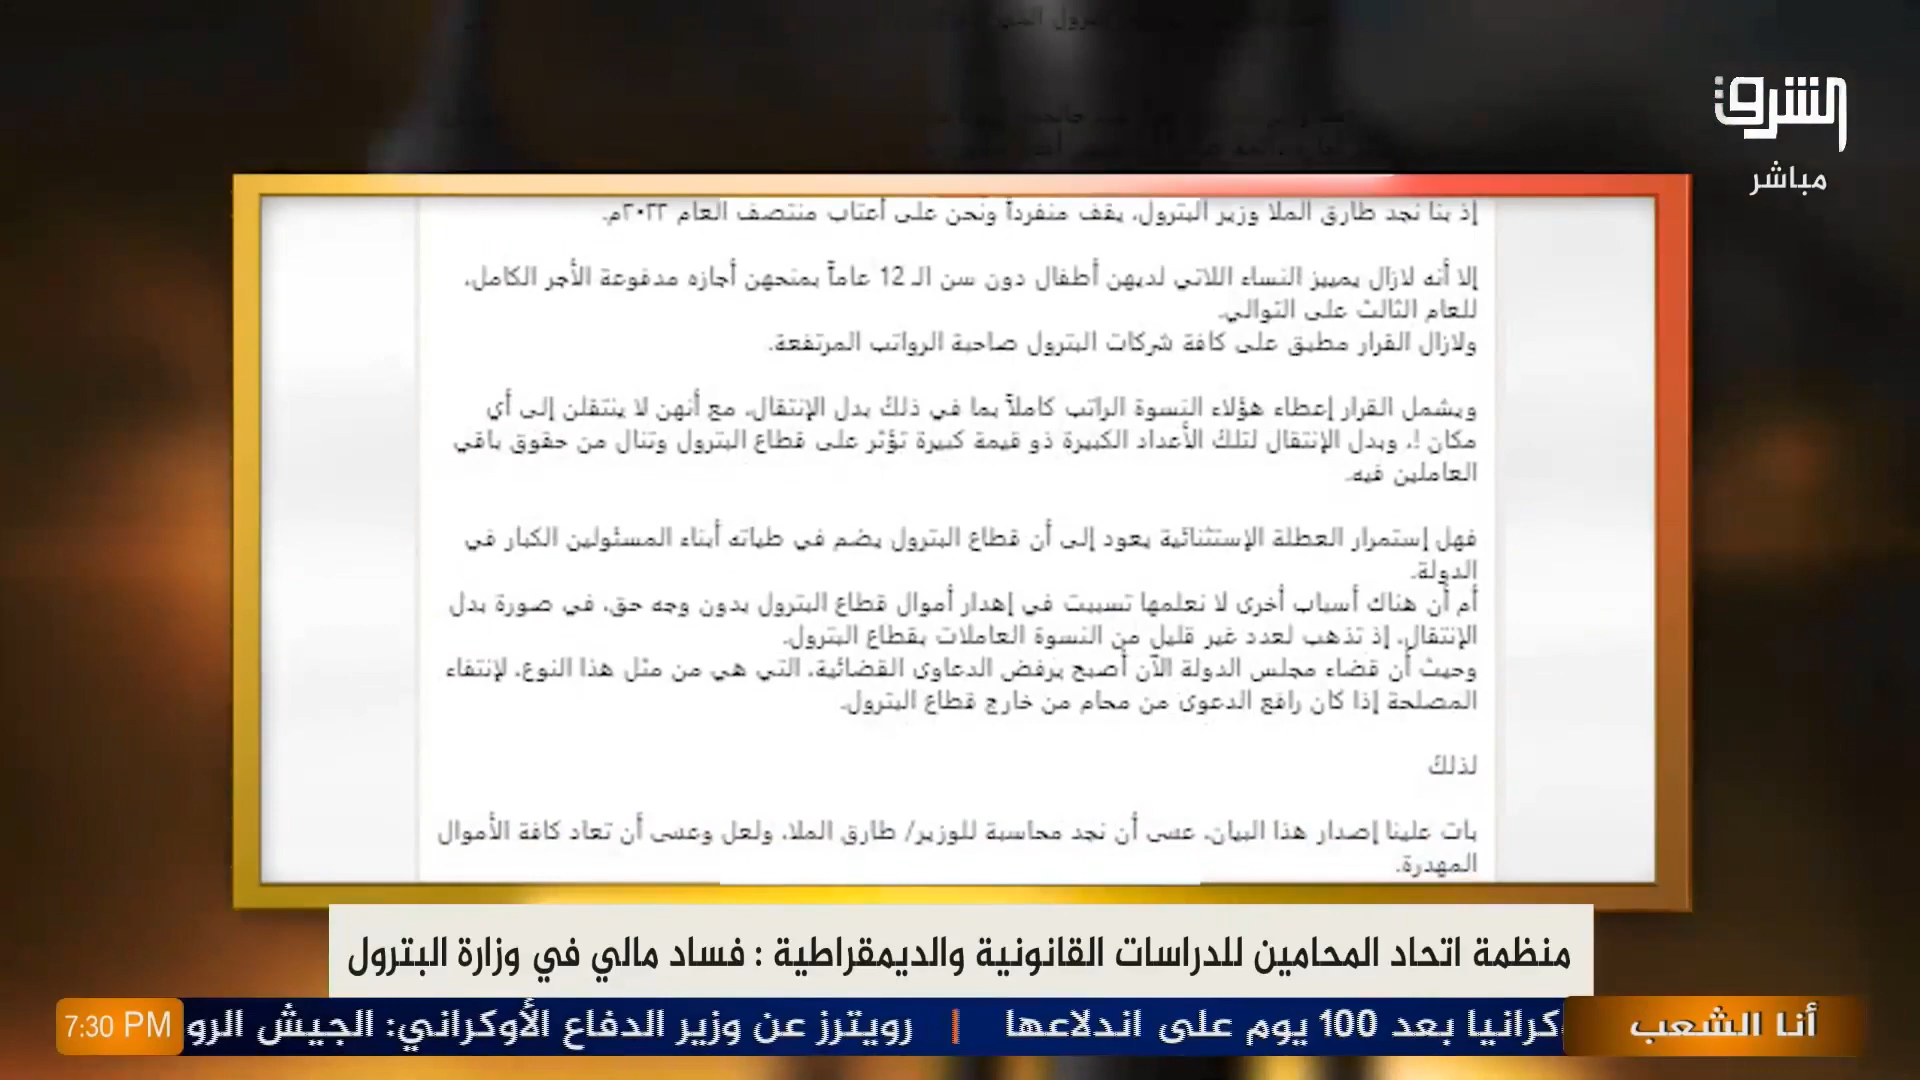 الشرق
مباشر
إذ بنا نجد طارق الملا وزير البترول، يقف منفرداً ونحن على أعتاب منتصف العام ٢٠٢٢م.
إلا أنه لازال يمييز النساء اللاتي لديهن أطفال دون سن الـ 12 عاماً بمنحهن أجازه مدفوعة الأجر الكامل،
للعام الثالث على التوالي.
ولازال القرار مطبق على كافة شركات البترول صاحبة الرواتب المرتفعة.
ويشمل القرار إعطاء هؤلاء النسوة الراتب كاملاً بما في ذلك بدل الإنتقال، مع أنهن لا ينتقلن إلى أي
مكان !، وبدل الإنتقال لتلك الأعداد الكبيرة ذو قيمة كبيرة تؤثر على قطاع البترول وتنال من حقوق باقي
العاملين فيه.
فهل إستمرار العطلة الإستثنائية يعود إلى أن قطاع البترول يضم في طياته أبناء المسئولين الكبار في
الدولة.
أم أن هناك أسباب أخرى لا نعلمها تسببت في إهدار أموال قطاع البترول بدون وجه حق، في صورة بدل
الإنتقال، إذ تذهب لعدد غير قليل من النسوة العاملات بقطاع البترول.
وحيث أن قضاء مجلس الدولة الآن أصبح يرفض الدعاوى القضائية، التي هي من مثل هذا النوع، لإنتفاء
المصلحة إذا كان رافع الدعوى من محام من خارج قطاع البترول.
لذلك
بات علينا إصدار هذا البيان، عسى أن نجد محاسبة للوزير/ طارق الملا، ولعل وعسى أن تعاد كافة الأموال
المهدرة.
منظمة اتحاد المحامين للدراسات القانونية والديمقراطية : فساد مالي في وزارة البترول
أنا الشعب
كرانيا بعد 100 يوم على اندلاعها | رويترز عن وزير الدفاع الأوكراني: الجيش الرو
7:30 PM